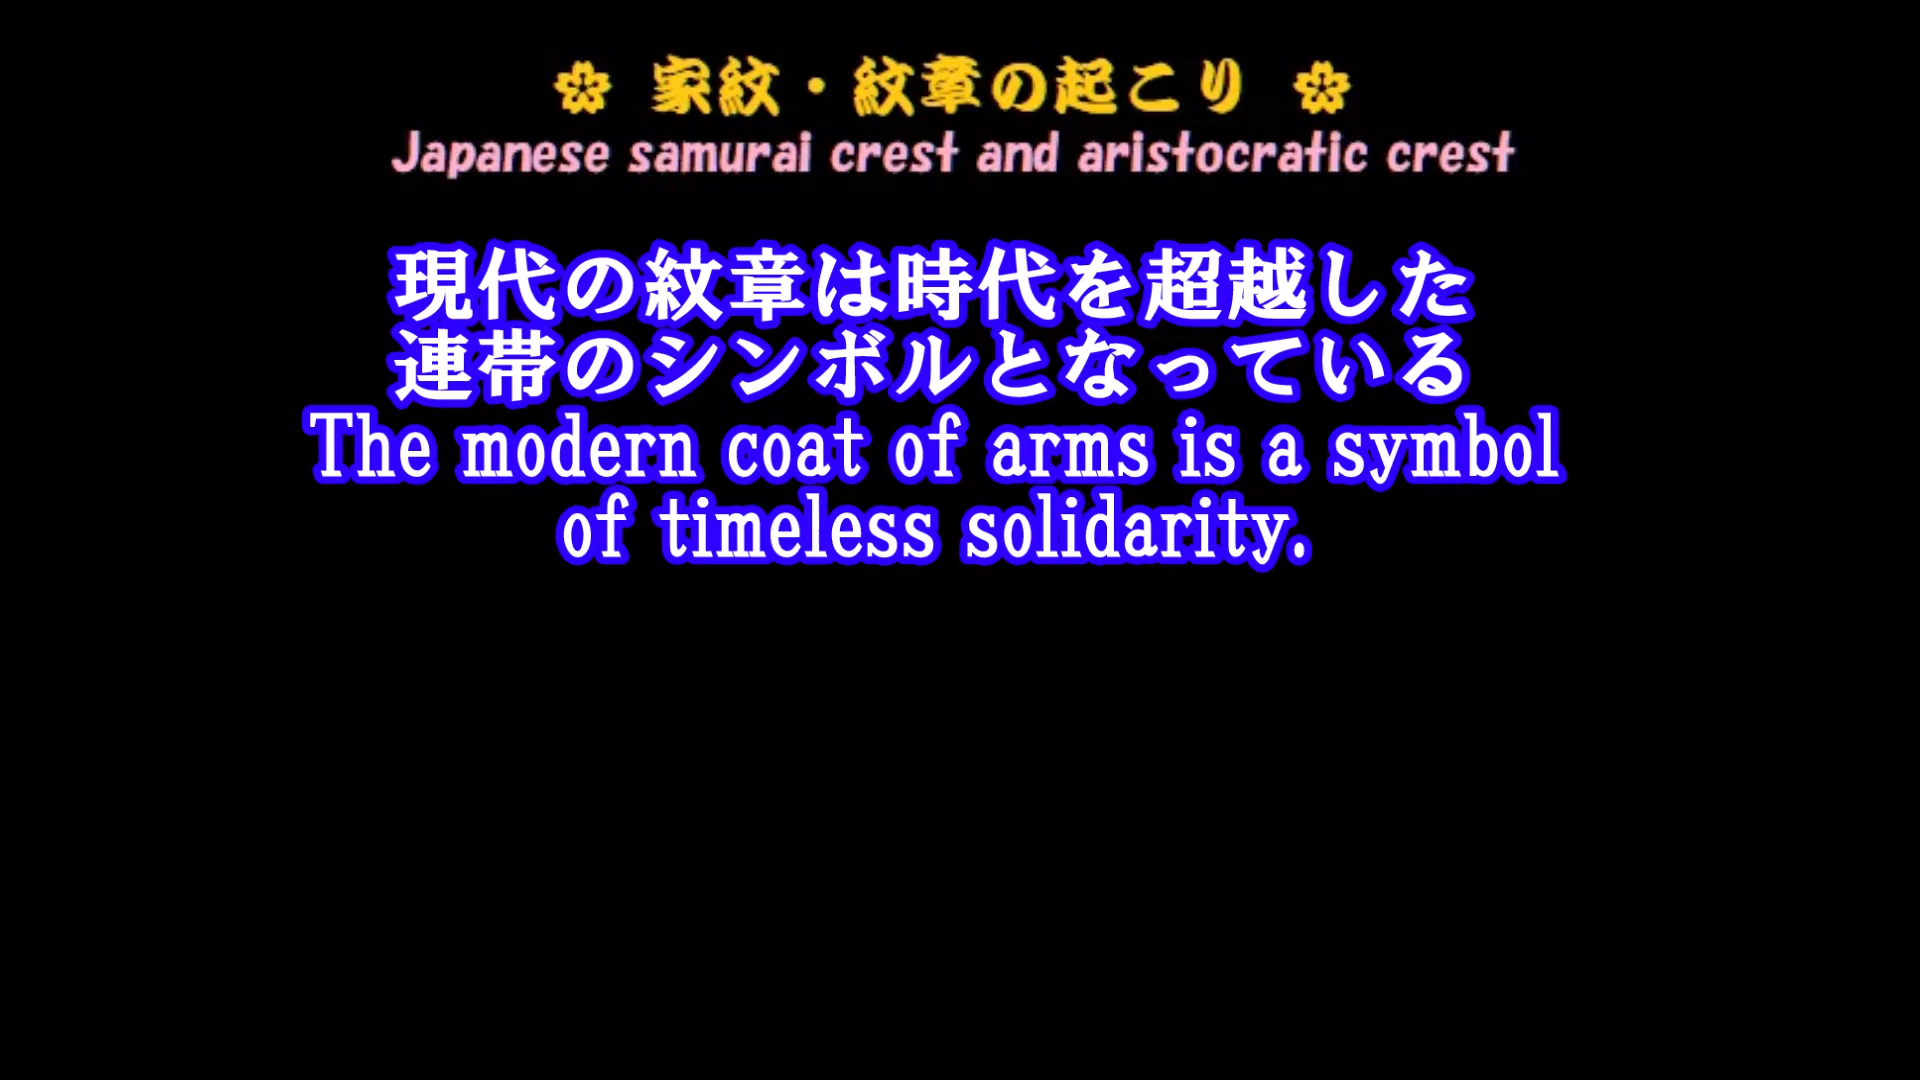 家紋・紋章の起こり
Japanese samurai crest and aristocratic crest
現代の紋章は時代を超越した
連帯のシンボルとなっている
The modern coat of arms is a symbol
of timeless solidarity.